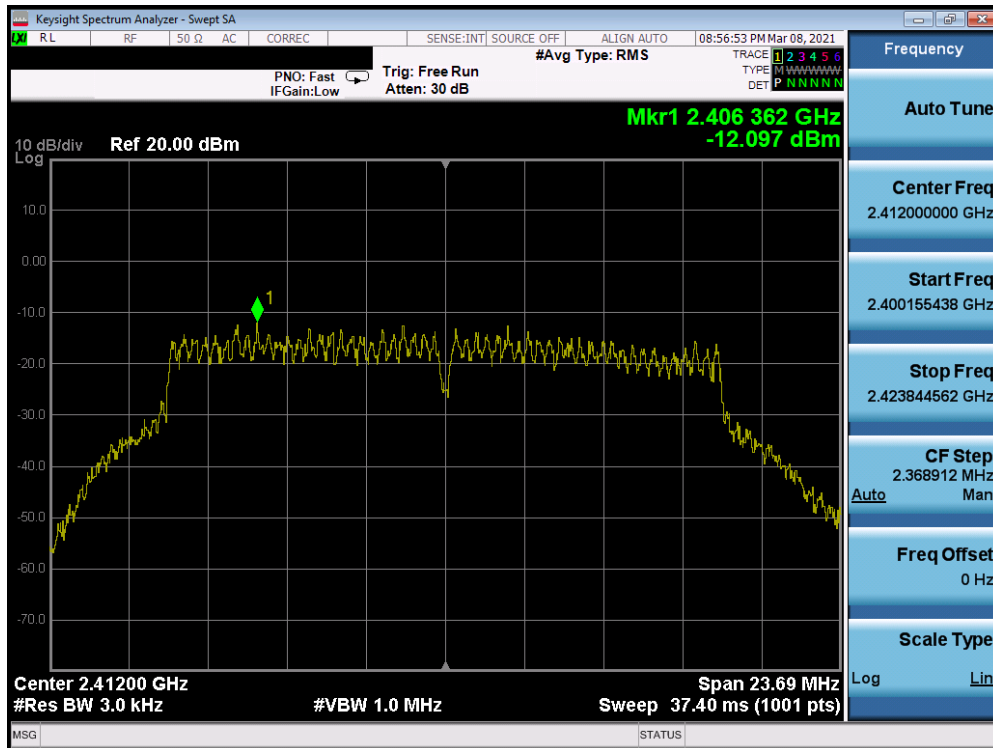 Keysight Spectrum Analyzer - Swept SA
LXI RL RF 50 Ω AC CORREC SENSE:INT SOURCE OFF ALIGN AUTO 08:56:53 PM Mar 08, 2021
#Avg Type: RMS
TRACE 1 2 3 4 5 6
PNO: Fast Trig: Free Run
TYPE M WWWWW
IFGain:Low Atten: 30 dB
DET P N N N N N
Mkr1 2.406 362 GHz
-12.097 dBm
10 dB/div Ref 20.00 dBm
Log
10.0
0.00
1
-10.0
-20.0
-30.0
-40.0
-50.0
-60.0
-70.0
Center 2.41200 GHz Span 23.69 MHz
#Res BW 3.0 kHz #VBW 1.0 MHz Sweep 37.40 ms (1001 pts)
MSG STATUS
Frequency
Auto Tune
Center Freq
2.412000000 GHz
Start Freq
2.400155438 GHz
Stop Freq
2.423844562 GHz
CF Step
2.368912 MHz
Auto Man
Freq Offset
0 Hz
Scale Type
Log Lin